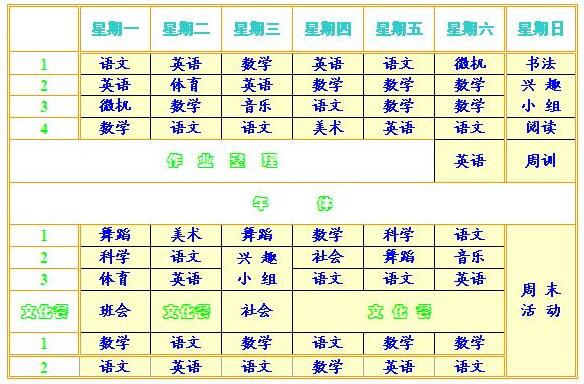 星期一 星期二 星期三 星期四 星期五 星期六 星期日
1 语文 英语 数学 英语 语文 微机 书法
2 英语 体育 英语 数学 数学 数学 兴 趣
3 微机 数学 音乐 语文 数学 数学 小 组
4 数学 语文 语文 美术 英语 语文 阅读
作 业 整 理 英语 周训
午 休
1 舞蹈 美术 舞蹈 数学 科学 语文
2 科学 语文 兴 趣 社会 舞蹈 音乐
3 体育 英语 小 组 语文 语文 英语
周 末
文化餐 班会 文化餐 社会 文 化 餐
活 动
1 数学 数学 语文 语文 数学 数学
2 语文 英语 语文 数学 英语 语文